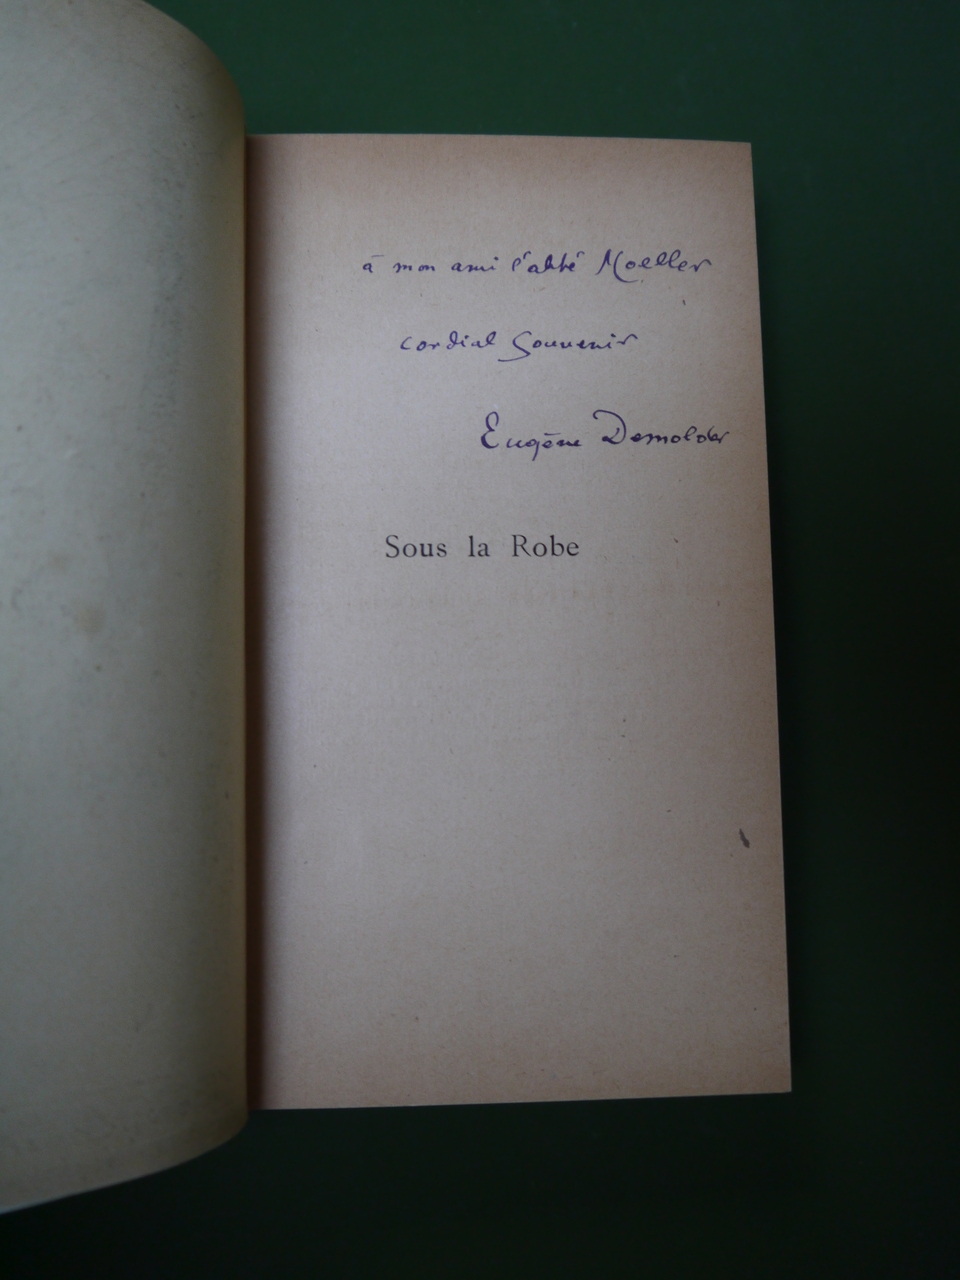 à mon ami l'abbé Moeller
cordial Souvenir
Eugène Demolder
Sous la Robe